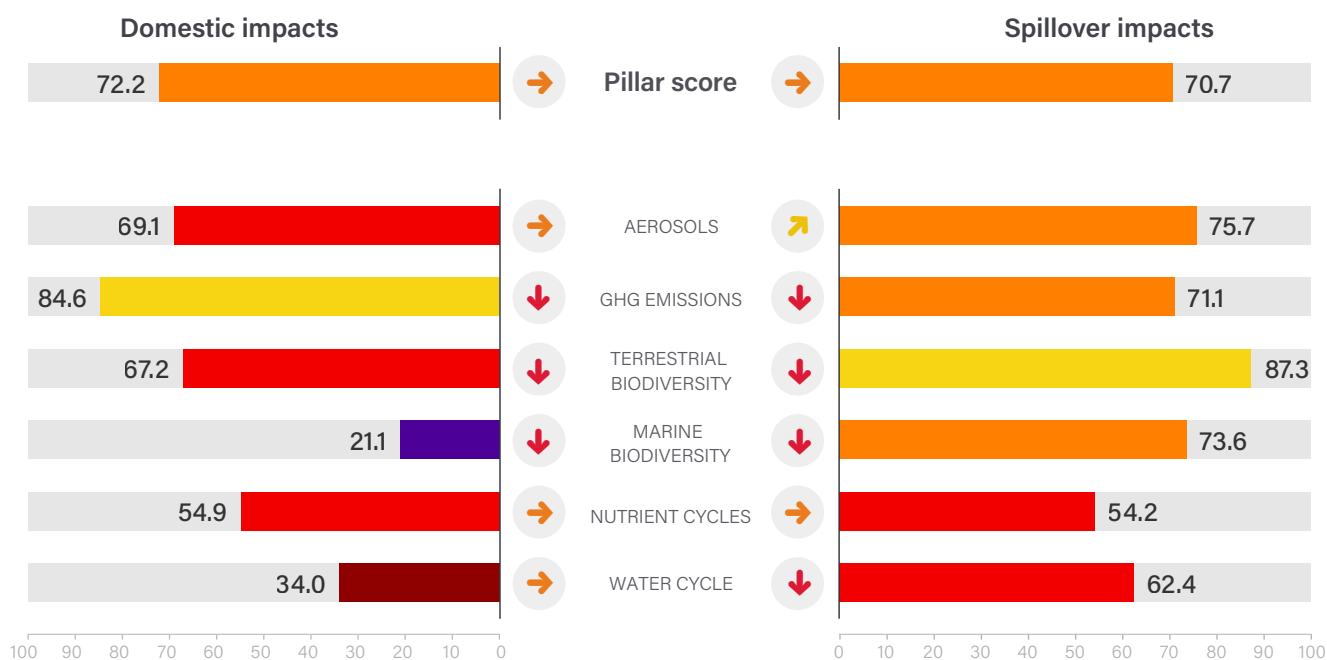 Domestic impacts
Spillover impacts
72.2
Pillar score
70.7
69.1
AEROSOLS
75.7
84.6
GHG EMISSIONS
71.1
67.2
TERRESTRIAL
BIODIVERSITY
87.3
21.1
MARINE
BIODIVERSITY
73.6
54.9
NUTRIENT CYCLES
54.2
34.0
WATER CYCLE
62.4
100 90 80 70 60 50 40 30 20 10 0
0 10 20 30 40 50 60 70 80 90 100